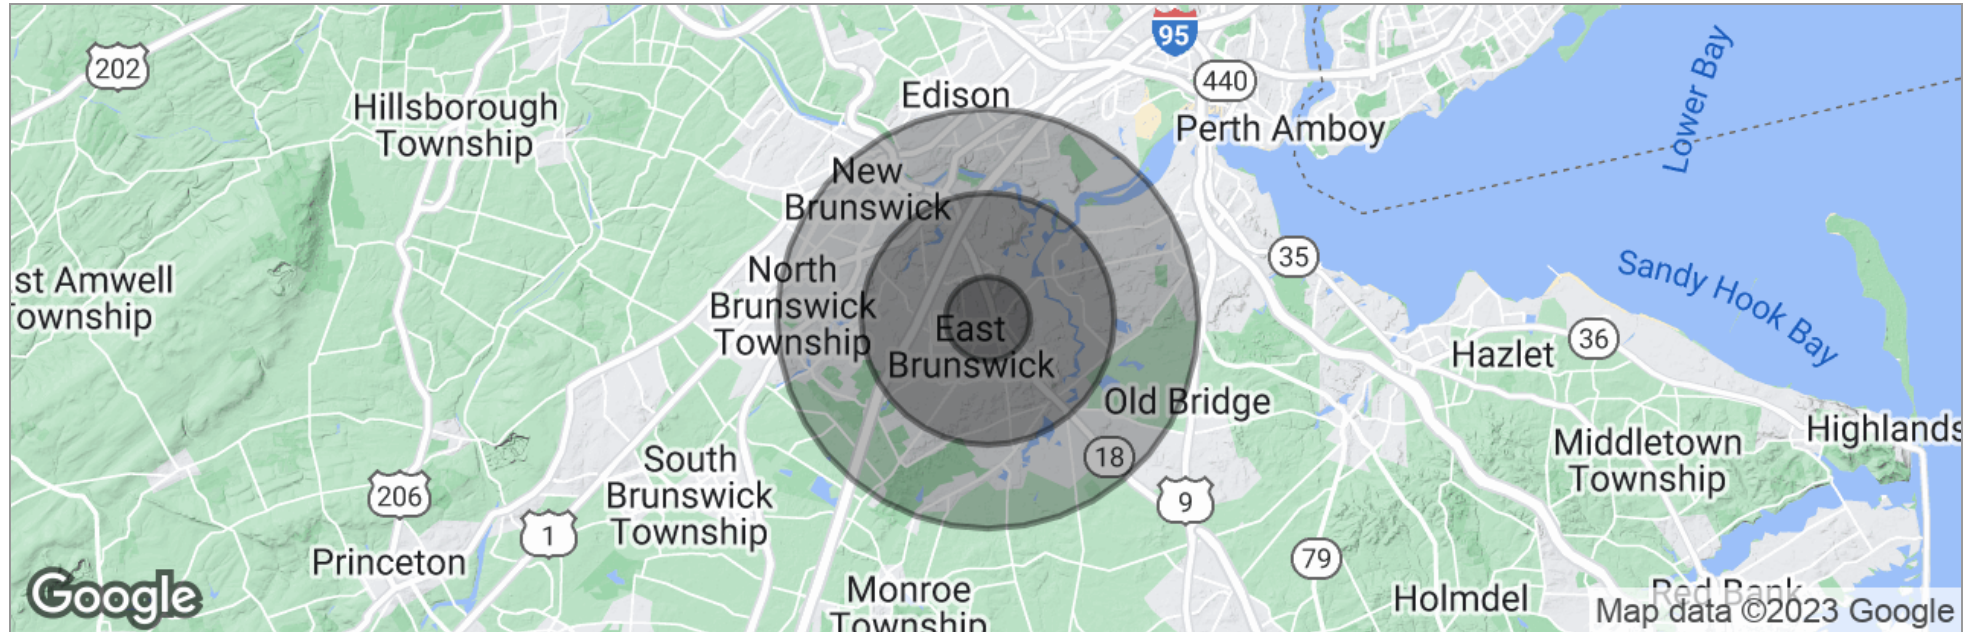 95
202
440
Lower Bay
Edison
Hillsborough
Township
Perth Amboy
New
Brunswick
35
Sandy Hook Bay
North
Brunswick
Township
st Amwell
ownship
East
Brunswick
36
Hazlet
Old Bridge
Highlands
Middletown
Township
18
South
Brunswick
Township
206
9
1
79
Princeton
Monroe
Township
Holmdel
Red Bank
Google
Map data ©2023 Google